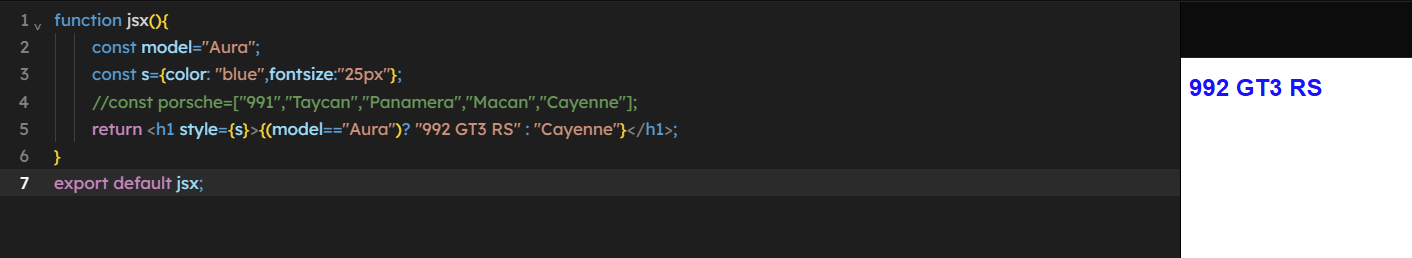 1 function jsx(){
2 const model="Aura";
3 const s={color: "blue",fontsize:"25px"};
4 //const porsche=["991","Taycan","Panamera","Macan","Cayenne"];
5 return <h1 style={s}>{(model=="Aura")? "992 GT3 RS" : "Cayenne"}</h1>;
6 }
7 export default jsx;
992 GT3 RS